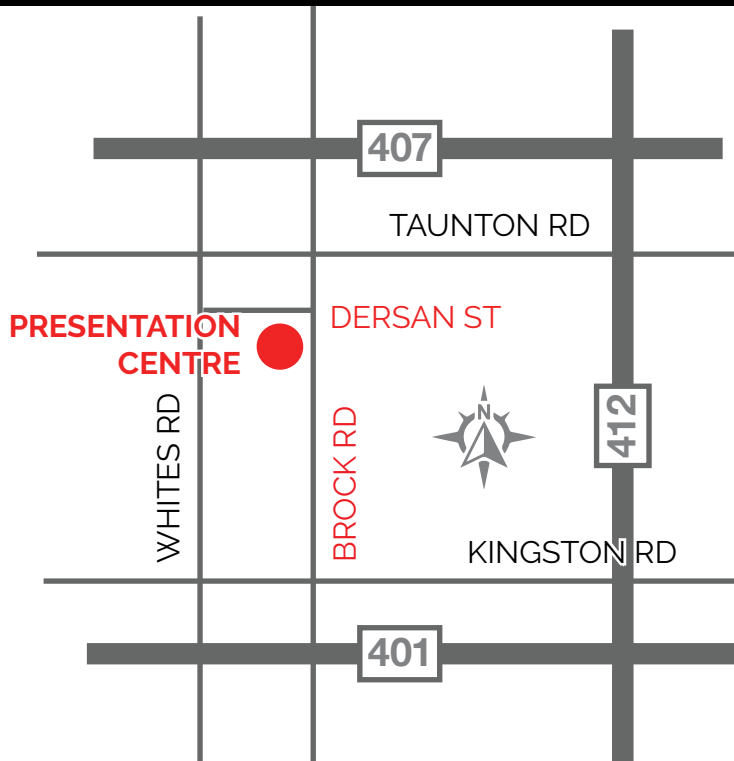 407
TAUNTON RD
DERSAN ST
PRESENTATION
CENTRE
WHITES RD
BROCK RD
N
412
KINGSTON RD
401